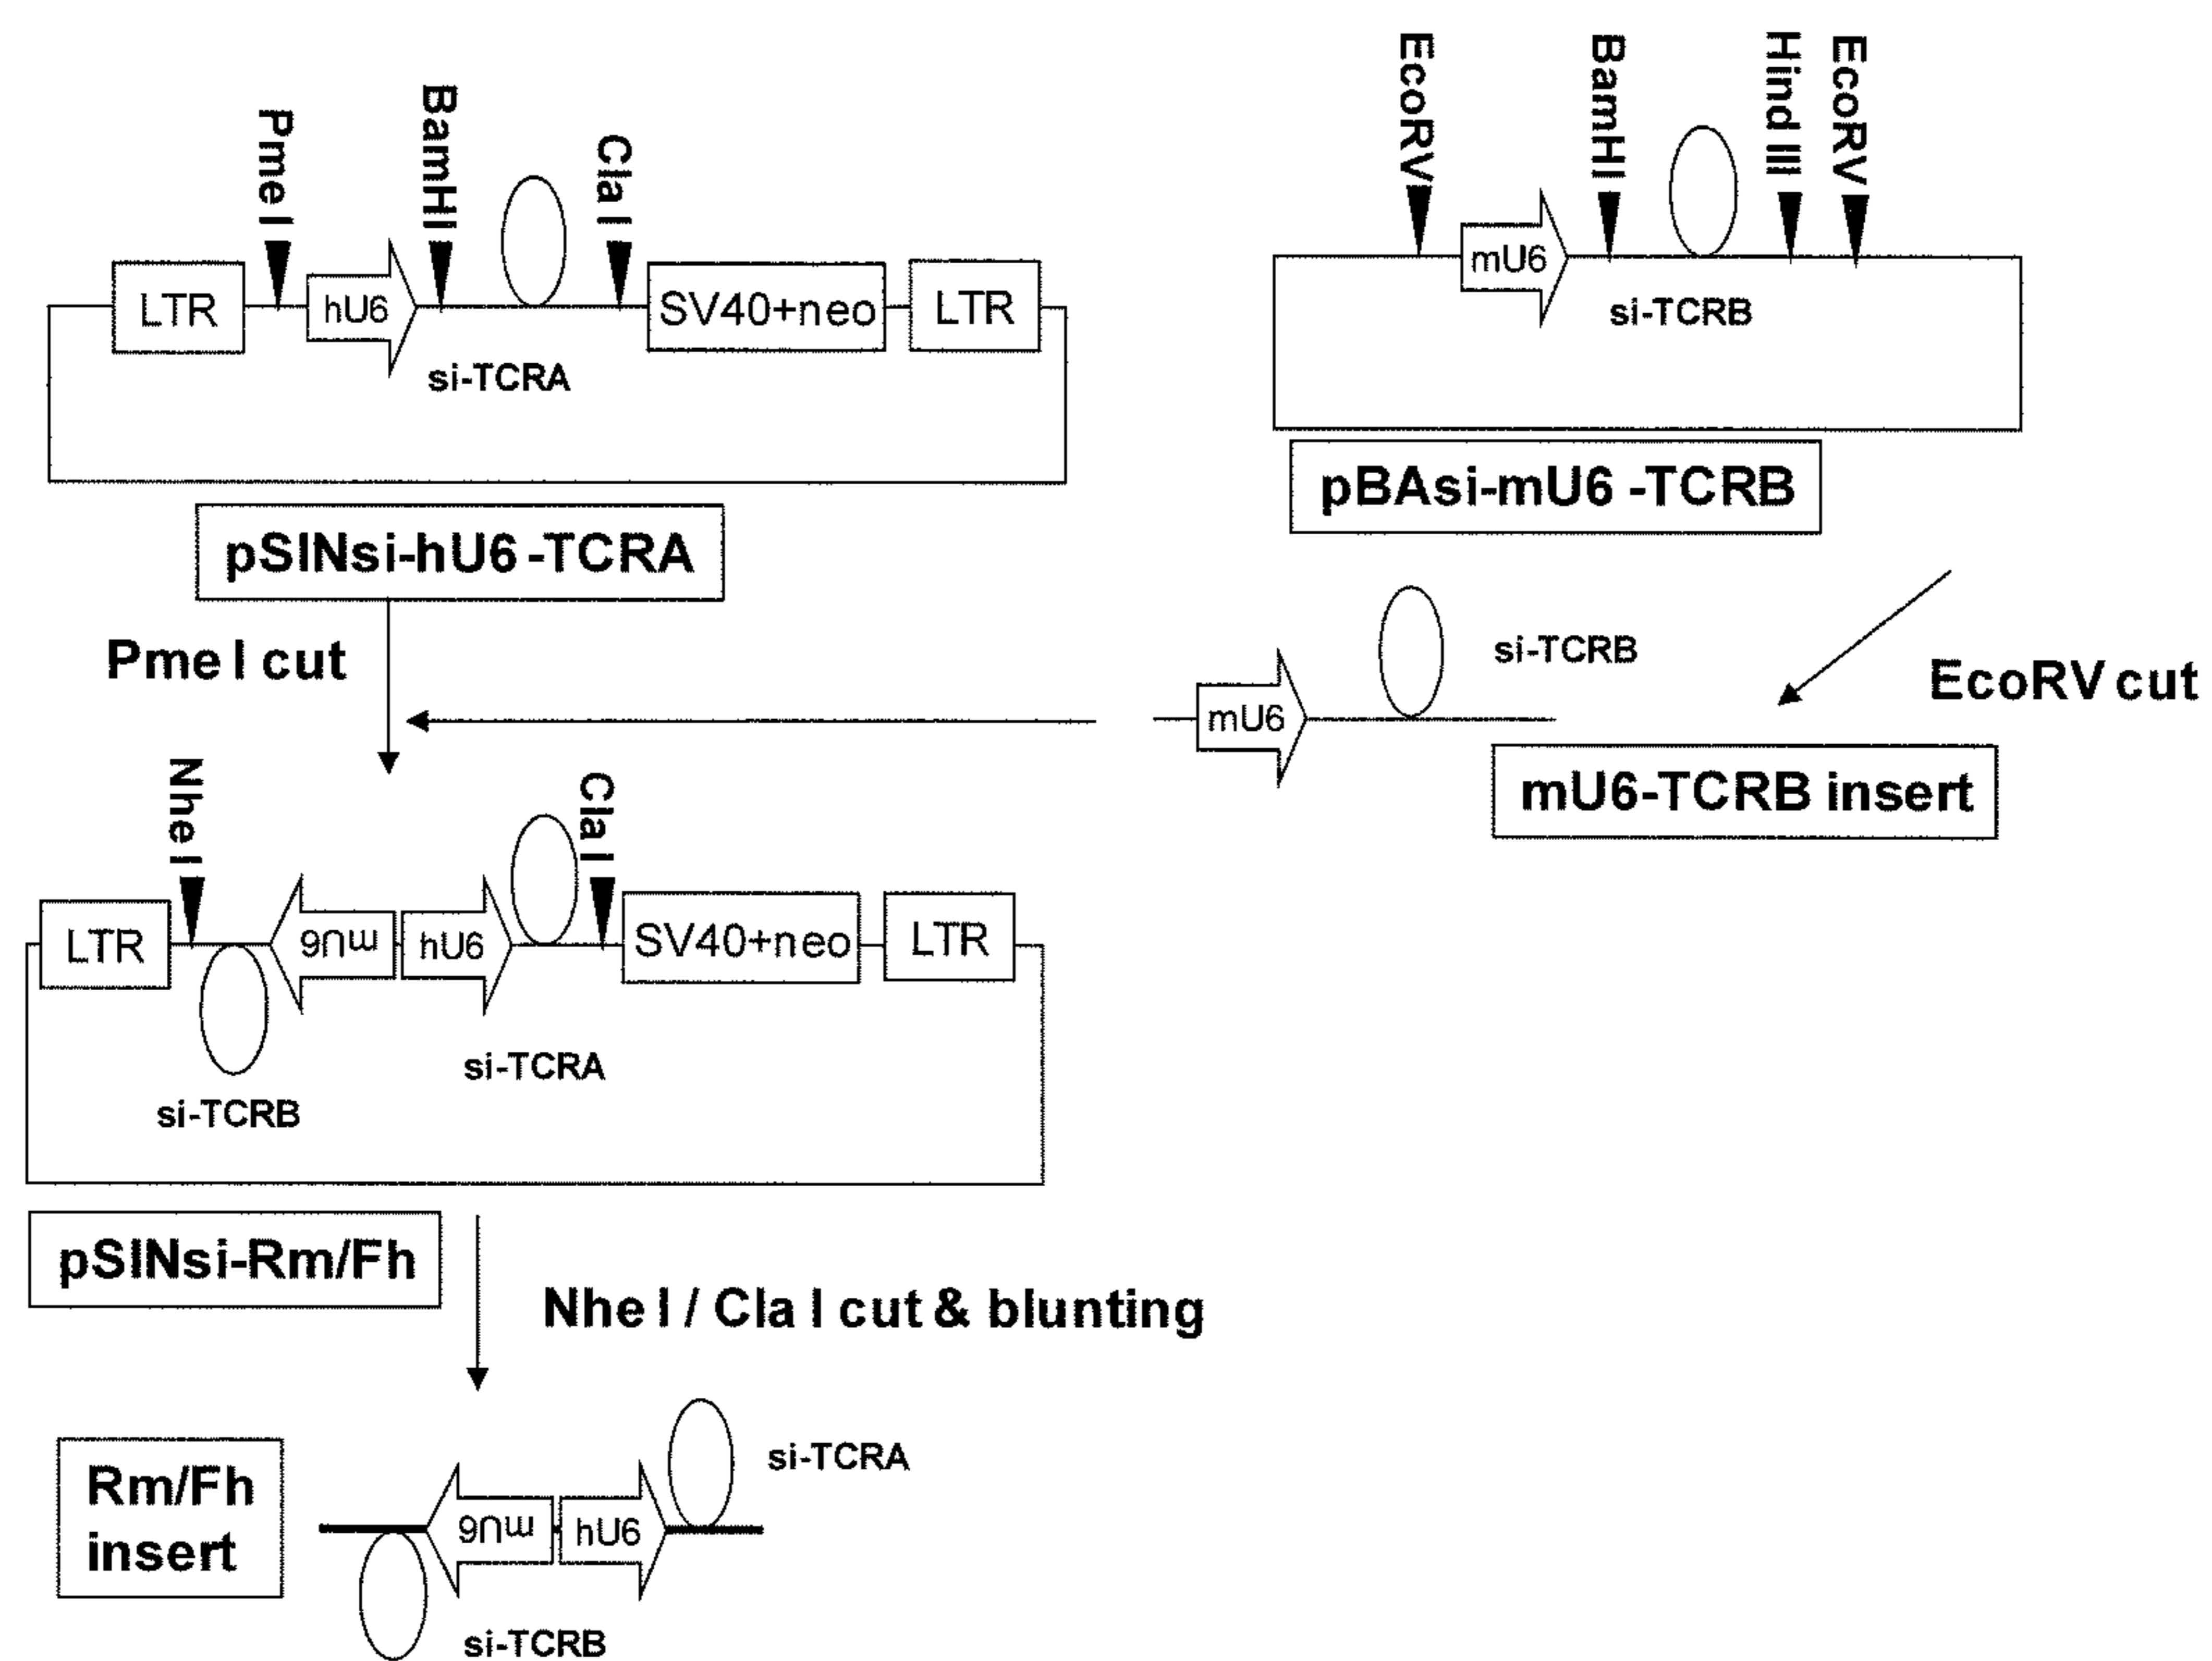 Pme I
BamHI
Cla I
LTR
hU6
SV40+neo
LTR
si-TCRA
pSINsi-hU6 -TCRA
EcoRV
BamHI
Hind III
EcoRV
mU6
si-TCRB
pBAsi-mU6 -TCRB
Pme I cut
EcoRV cut
mU6
si-TCRB
mU6-TCRB insert
Nhe I
Cla I
LTR
mU6
hU6
SV40+neo
LTR
si-TCRA
si-TCRB
pSINsi-Rm/Fh
Nhe I / Cla I cut & blunting
Rm/Fh
insert
mU6
hU6
si-TCRA
si-TCRB